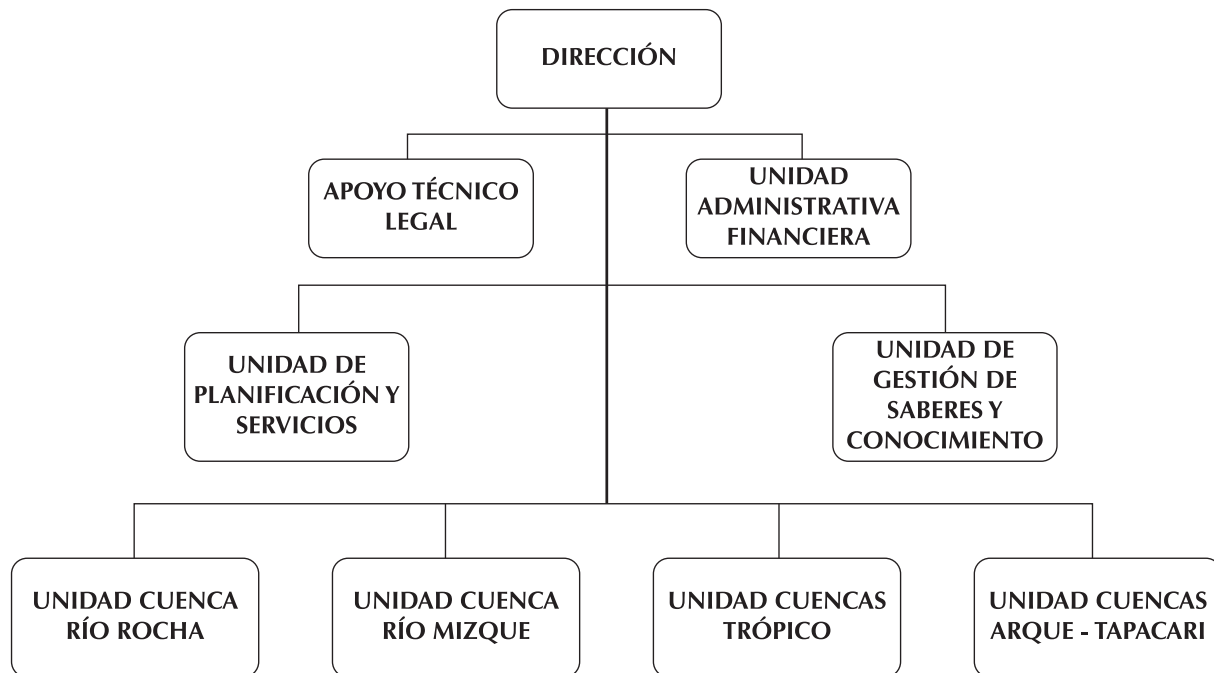 DIRECCIÓN
APOYO TÉCNICO
LEGAL
UNIDAD
ADMINISTRATIVA
FINANCIERA
UNIDAD DE
PLANIFICACIÓN Y
SERVICIOS
UNIDAD DE
GESTIÓN DE
SABERES Y
CONOCIMIENTO
UNIDAD CUENCA
RÍO ROCHA
UNIDAD CUENCA
RÍO MIZQUE
UNIDAD CUENCAS
TRÓPICO
UNIDAD CUENCAS
ARQUE - TAPACARI